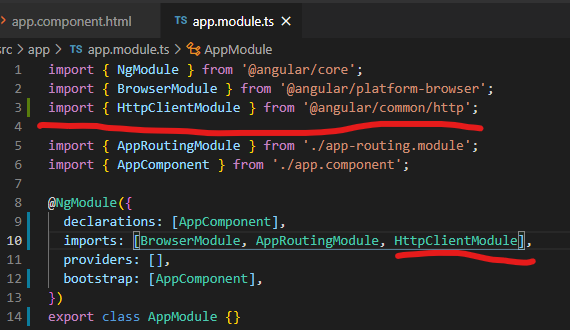 app.component.html
TS app.module.ts ×
src > app > TS app.module.ts > AppModule
1 import { NgModule } from '@angular/core';
2 import { BrowserModule } from '@angular/platform-browser';
3 import { HttpClientModule } from '@angular/common/http';
4
5 import { AppRoutingModule } from './app-routing.module';
6 import { AppComponent } from './app.component';
7
8 @NgModule({
9 declarations: [AppComponent],
10 imports: [BrowserModule, AppRoutingModule, HttpClientModule],
11 providers: [],
12 bootstrap: [AppComponent],
13 })
14 export class AppModule {}